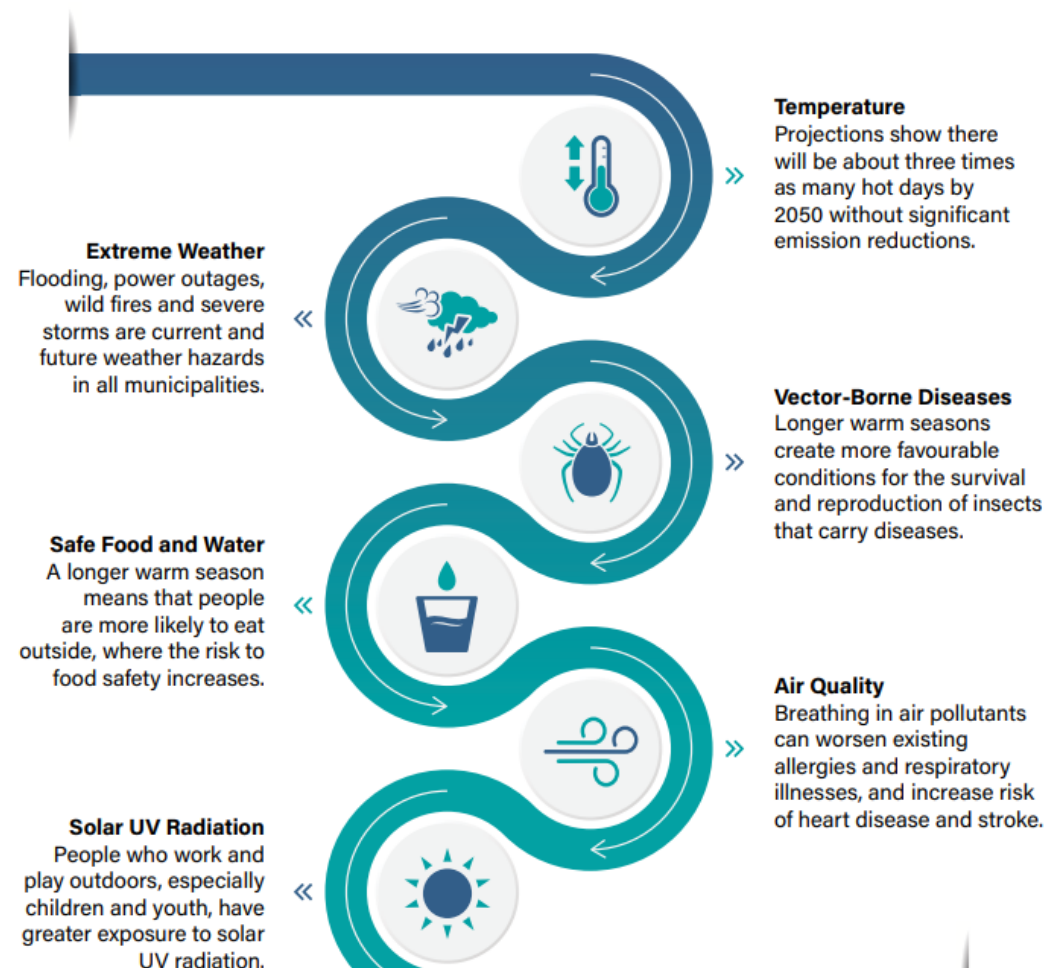 Temperature
Projections show there
will be about three times
as many hot days by
2050 without significant
emission reductions.
Extreme Weather
Flooding, power outages,
wild fires and severe
storms are current and
future weather hazards
in all municipalities.
Vector-Borne Diseases
Longer warm seasons
create more favourable
conditions for the survival
and reproduction of insects
that carry diseases.
Safe Food and Water
A longer warm season
means that people
are more likely to eat
outside, where the risk to
food safety increases.
Air Quality
Breathing in air pollutants
can worsen existing
allergies and respiratory
illnesses, and increase risk
of heart disease and stroke.
Solar UV Radiation
People who work and
play outdoors, especially
children and youth, have
greater exposure to solar
UV radiation.